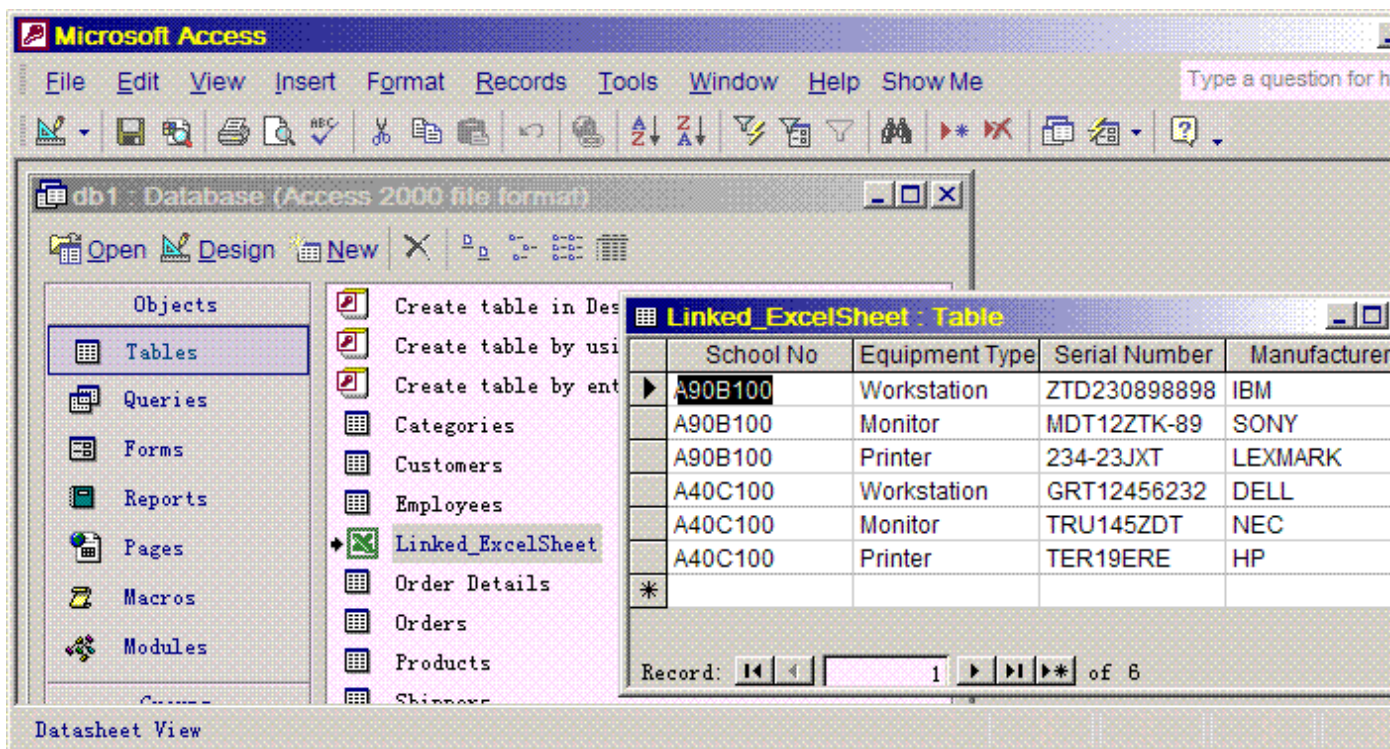 Microsoft Access
File Edit View Insert Format Records Tools Window Help Show Me Type a question for h
db1 : Database (Access 2000 file format)
Open Design New
Objects
Tables
Queries
Forms
Reports
Pages
Macros
Modules
Create table in Des
Create table by usi
Create table by ent
Categories
Customers
Employees
Linked_ExcelSheet
Order Details
Orders
Products
Shippers
Linked_ExcelSheet : Table
School No Equipment Type Serial Number Manufacturer
A90B100 Workstation ZTD230898898 IBM
A90B100 Monitor MDT12ZTK-89 SONY
A90B100 Printer 234-23JXT LEXMARK
A40C100 Workstation GRT12456232 DELL
A40C100 Monitor TRU145ZDT NEC
A40C100 Printer TER19ERE HP
Record: 1 of 6
Datasheet View